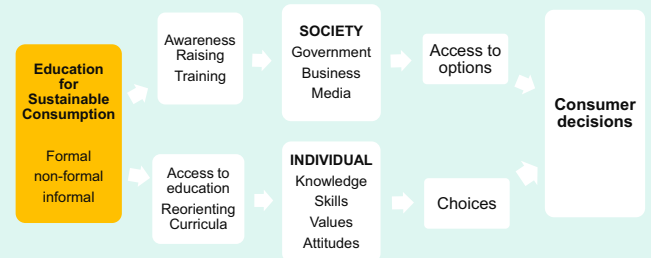 Education
for
Sustainable
Consumption
Formal
non-formal
informal
Awareness
Raising
Training
SOCIETY
Government
Business
Media
Access to
options
Access to
education
Reorienting
Curricula
INDIVIDUAL
Knowledge
Skills
Values
Attitudes
Choices
Consumer
decisions